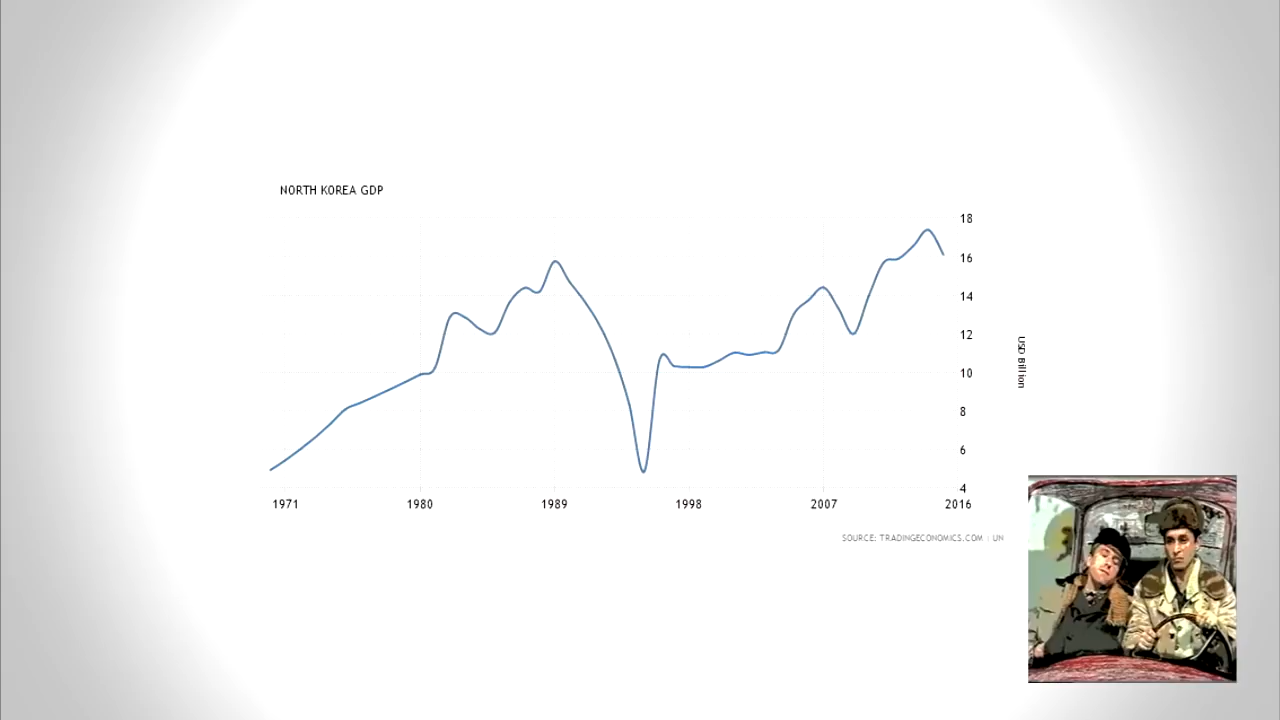 NORTH KOREA GDP
18
16
14
12
10
8
6
4
USD Billion
1971 1980 1989 1998 2007 2016
SOURCE: TRADINGECONOMICS.COM | UN